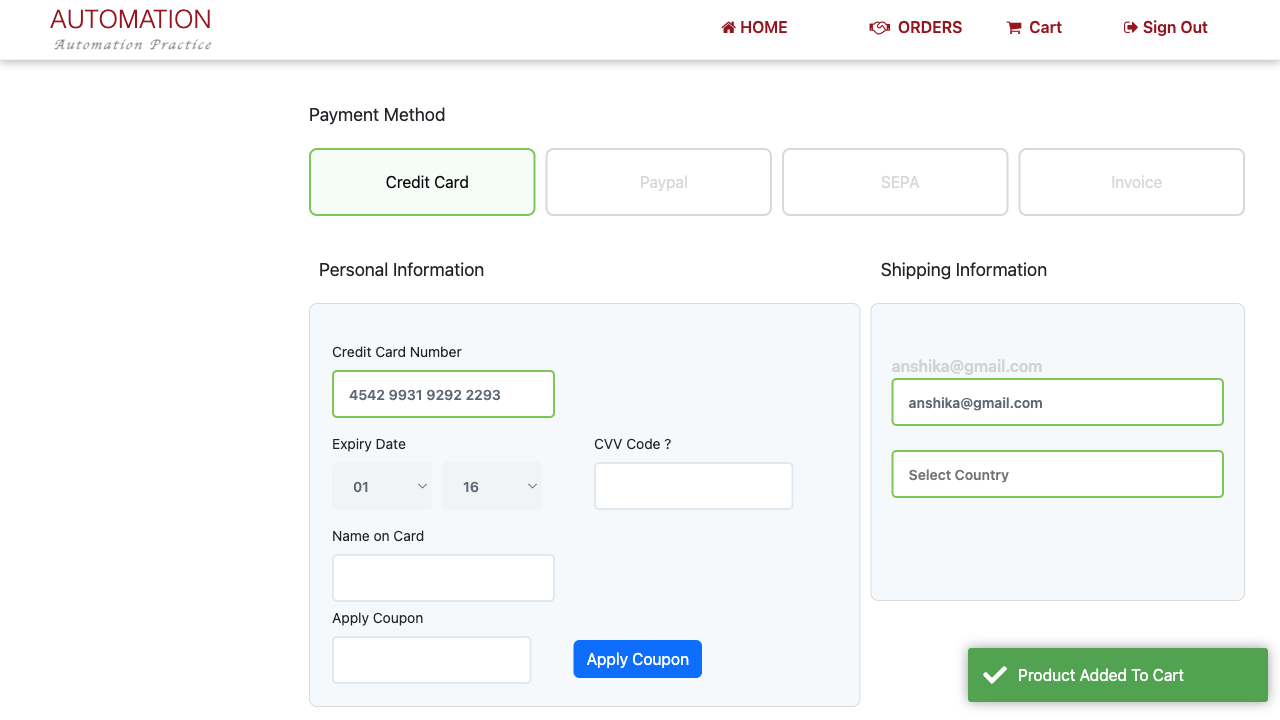 AUTOMATION
Automation Practice
HOME
ORDERS
Cart
Sign Out
Payment Method
Credit Card
Paypal
SEPA
Invoice
Personal Information
Shipping Information
Credit Card Number
4542 9931 9292 2293
Expiry Date
CVV Code ?
01
16
Name on Card
Apply Coupon
Apply Coupon
anshika@gmail.com
anshika@gmail.com
Select Country
Product Added To Cart